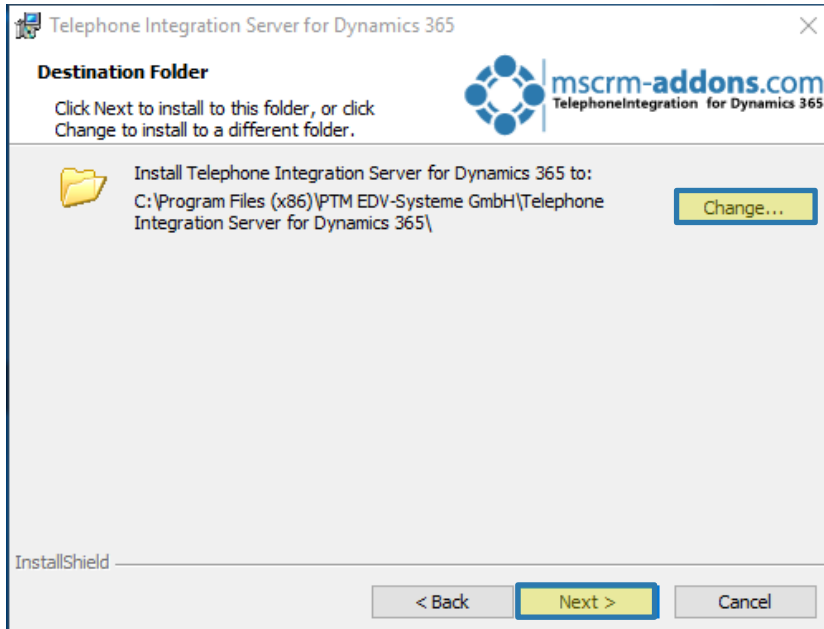 Telephone Integration Server for Dynamics 365
Destination Folder
Click Next to install to this folder, or click
Change to install to a different folder.
mscrm-addons.com
TelephoneIntegration for Dynamics 365
Install Telephone Integration Server for Dynamics 365 to:
C:\Program Files (x86)\PTM EDV-Systeme GmbH\Telephone
Integration Server for Dynamics 365\
Change...
InstallShield
< Back
Next >
Cancel